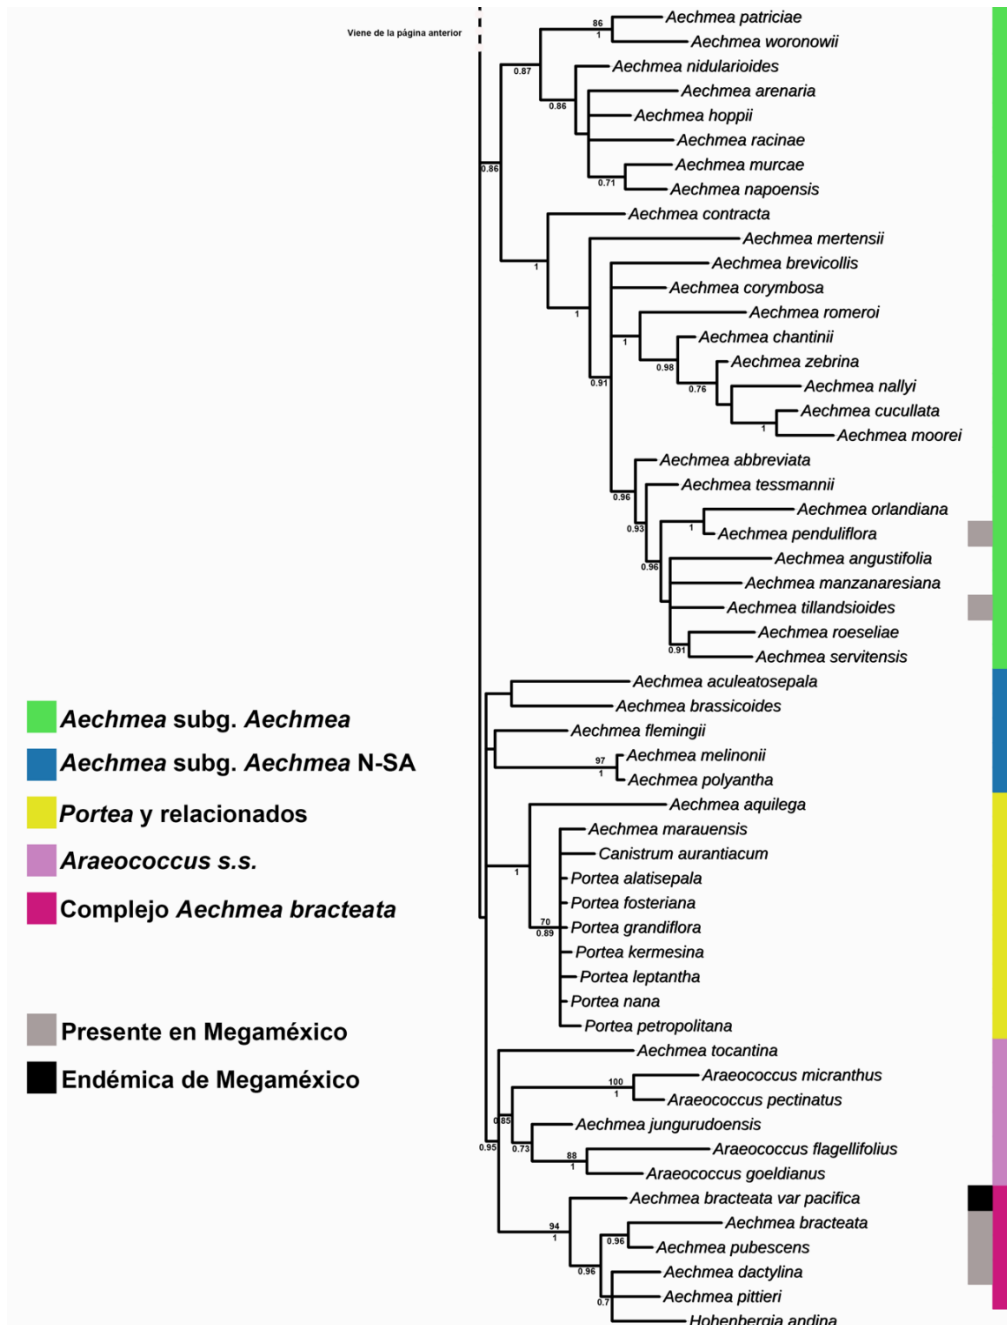 Viene de la página anterior
86
1
Aechmea patriciae
Aechmea woronowii
0.87
Aechmea nidularioides
0.86
Aechmea arenaria
Aechmea hoppii
Aechmea racinae
0.86
0.71
Aechmea murcae
Aechmea napoensis
Aechmea contracta
1
Aechmea mertensii
1
Aechmea brevicollis
Aechmea corymbosa
0.91
1
Aechmea romeroi
0.98
Aechmea chantinii
0.76
Aechmea zebrina
Aechmea nallyi
1
Aechmea cucullata
Aechmea moorei
0.96
Aechmea abbreviata
0.93
Aechmea tessmannii
0.96
1
Aechmea orlandiana
Aechmea penduliflora
Aechmea angustifolia
Aechmea manzanaresiana
Aechmea tillandsioides
0.91
Aechmea roeseliae
Aechmea servitensis
Aechmea aculeatosepala
Aechmea brassicoides
Aechmea flemingii
97
1
Aechmea melinonii
Aechmea polyantha
1
Aechmea aquilega
70
0.89
Aechmea marauensis
Canistrum aurantiacum
Portea alatisepala
Portea fosteriana
Portea grandiflora
Portea kermesina
Portea leptantha
Portea nana
Portea petropolitana
0.95
Aechmea tocantina
0.85
100
1
Araeococcus micranthus
Araeococcus pectinatus
0.73
Aechmea jungurudoensis
88
1
Araeococcus flagellifolius
Araeococcus goeldianus
94
1
Aechmea bracteata var pacifica
0.96
0.96
Aechmea bracteata
Aechmea pubescens
0.7
Aechmea dactylina
Aechmea pittieri
Hohenbergia andina
Aechmea subg. Aechmea
Aechmea subg. Aechmea N-SA
Portea y relacionados
Araeococcus s.s.
Complejo Aechmea bracteata
Presente en Megaméxico
Endémica de Megaméxico